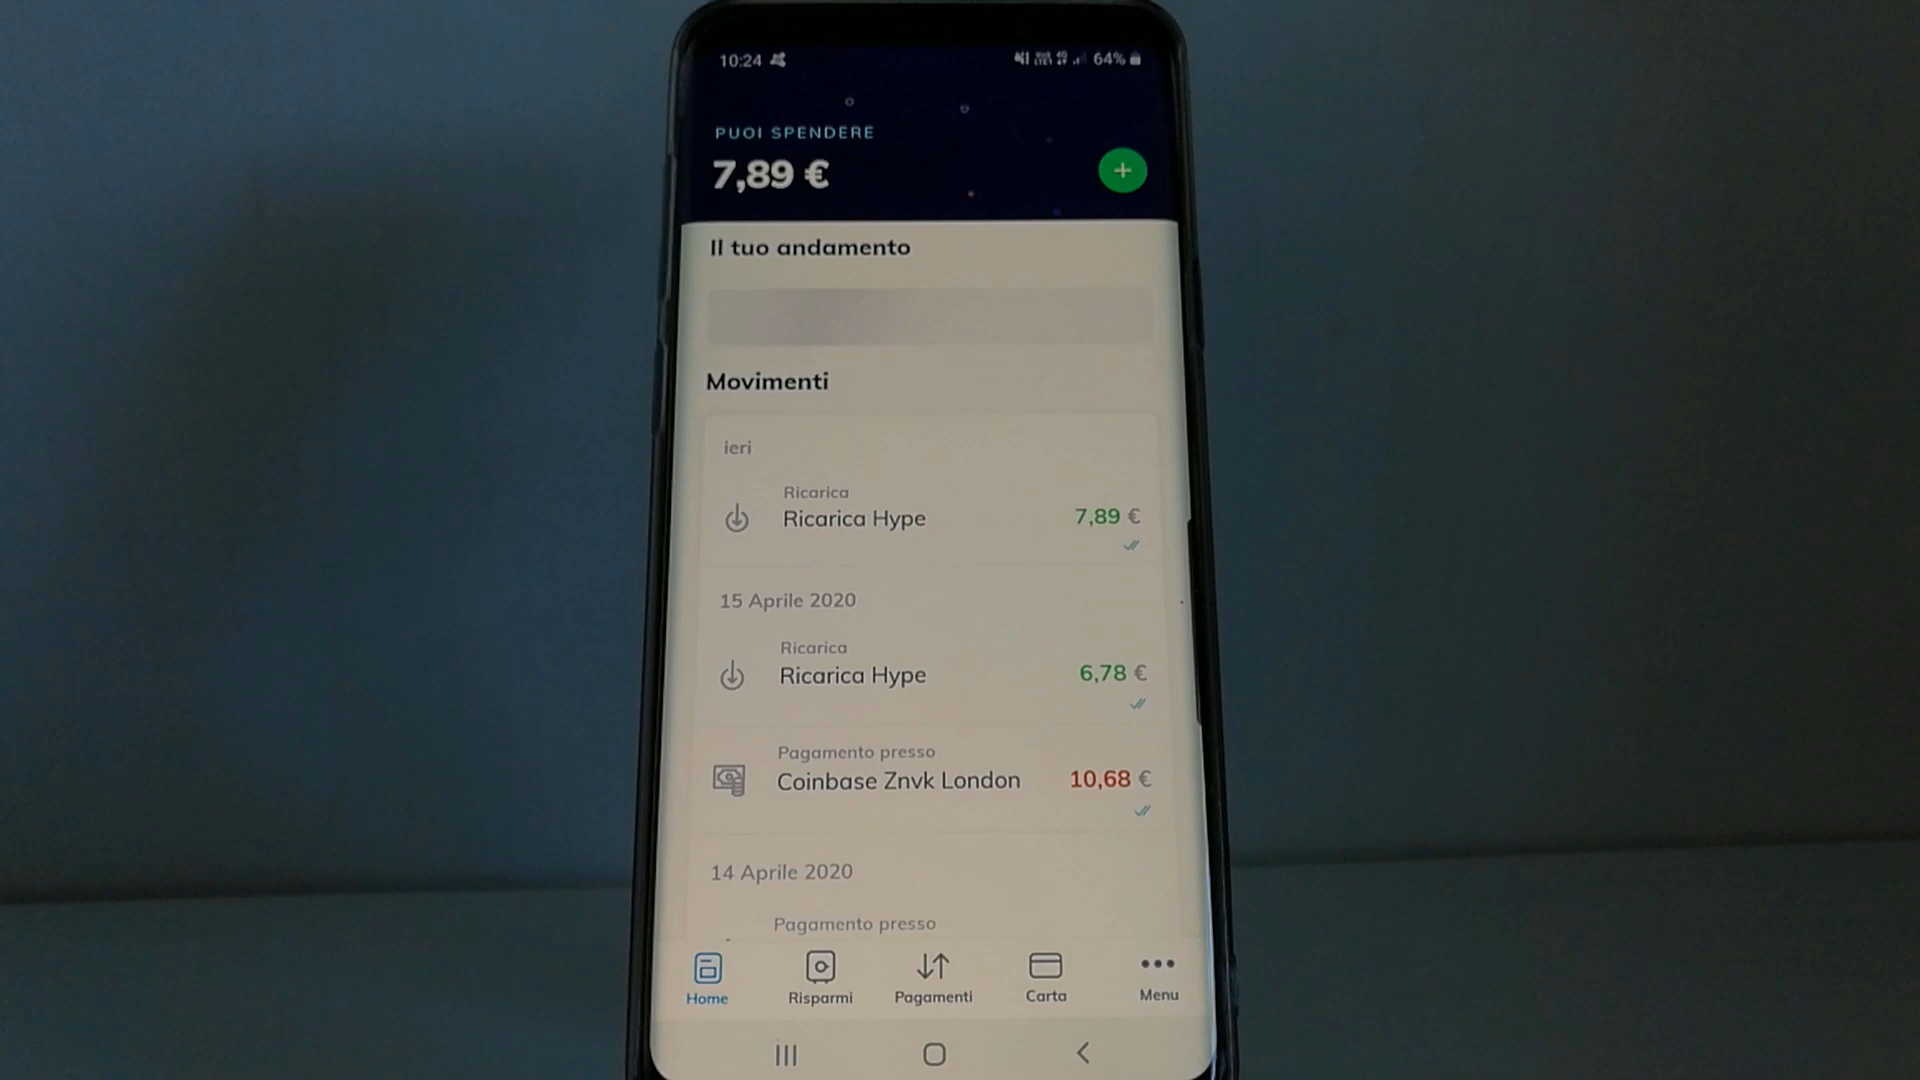 10:24
64%
PUOI SPENDERE
7,89 €
+
Il tuo andamento
Movimenti
ieri
Ricarica
Ricarica Hype
7,89 €
15 Aprile 2020
Ricarica
Ricarica Hype
6,78 €
Pagamento presso
Coinbase Znvk London
10,68 €
14 Aprile 2020
Pagamento presso
Home
Risparmi
Pagamenti
Carta
Menu